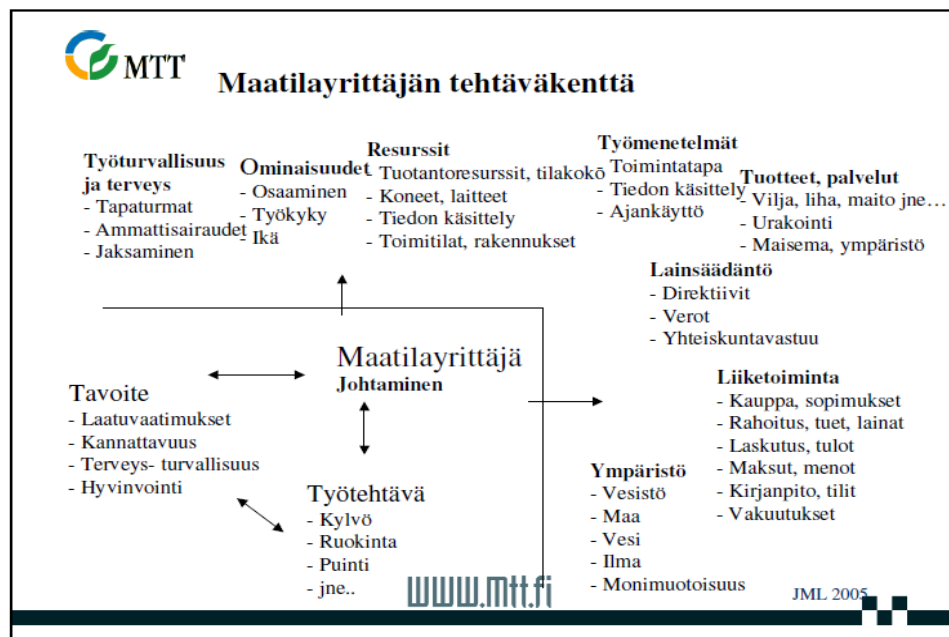 MTT
Maatilayrittäjän tehtäväkenttä
Työturvallisuus
ja terveys
- Tapaturmat
- Ammattisairaudet
- Jaksaminen
Ominaisuudet
- Osaaminen
- Työkyky
- Ikä
Resurssit
- Tuotantoresurssit, tilakoko
- Koneet, laitteet
- Tiedon käsittely
- Toimitilat, rakennukset
Työmenetelmät
- Toimintatapa
- Tiedon käsittely
- Ajankäyttö
Tuotteet, palvelut
- Vilja, liha, maito jne…
- Urakointi
- Maisema, ympäristö
Lainsäädäntö
- Direktiivit
- Verot
- Yhteiskuntavastuu
Maatilayrittäjä
Johtaminen
Tavoite
- Laatuvaatimukset
- Kannattavuus
- Terveys- turvallisuus
- Hyvinvointi
Työtehtävä
- Kylvö
- Ruokinta
- Puinti
- jne..
Liiketoiminta
- Kauppa, sopimukset
- Rahoitus, tuet, lainat
- Laskutus, tulot
- Maksut, menot
- Kirjanpito, tilit
- Vakuutukset
Ympäristö
- Vesistö
- Maa
- Vesi
- Ilma
- Monimuotoisuus
www.mtt.fi
JML 2005